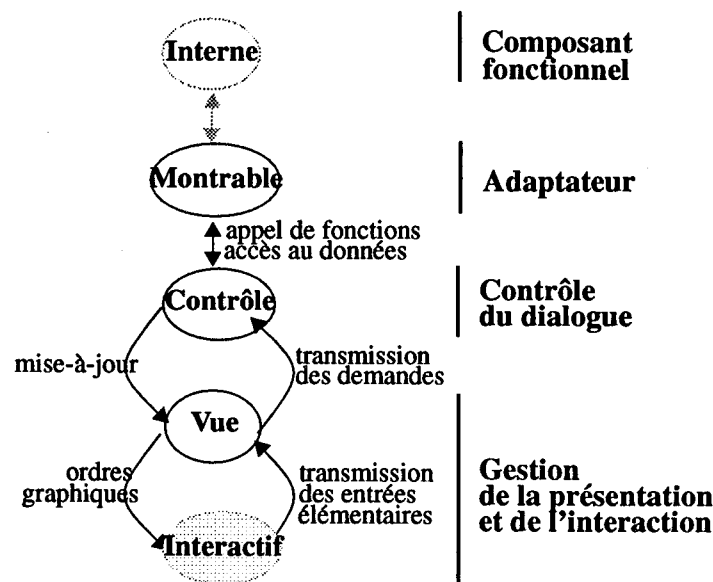 Interne
Composant
fonctionnel
Montrable
Adaptateur
appel de fonctions
accès au données
Contrôle
Contrôle
du dialogue
mise-à-jour
transmission
des demandes
Vue
ordres
graphiques
transmission
des entrées
élémentaires
Interactif
Gestion
de la présentation
et de l'interaction